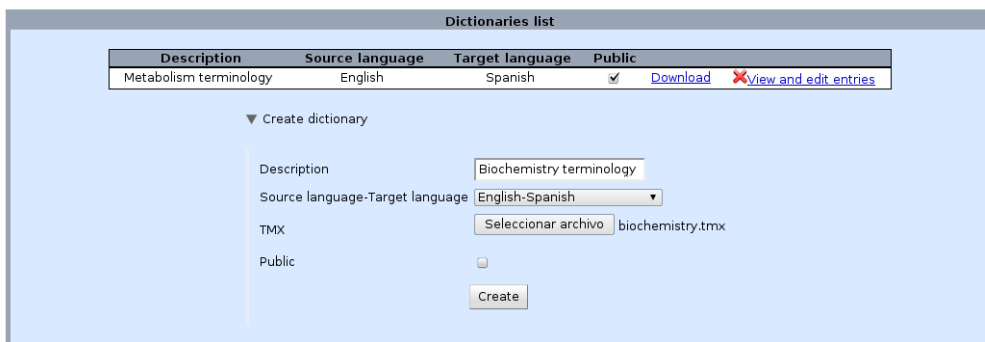 Dictionaries list
Description Source language Target language Public
Metabolism terminology English Spanish Download View and edit entries
Create dictionary
Description Biochemistry terminology
Source language-Target language English-Spanish
TMX Seleccionar archivo biochemistry.tmx
Public
Create